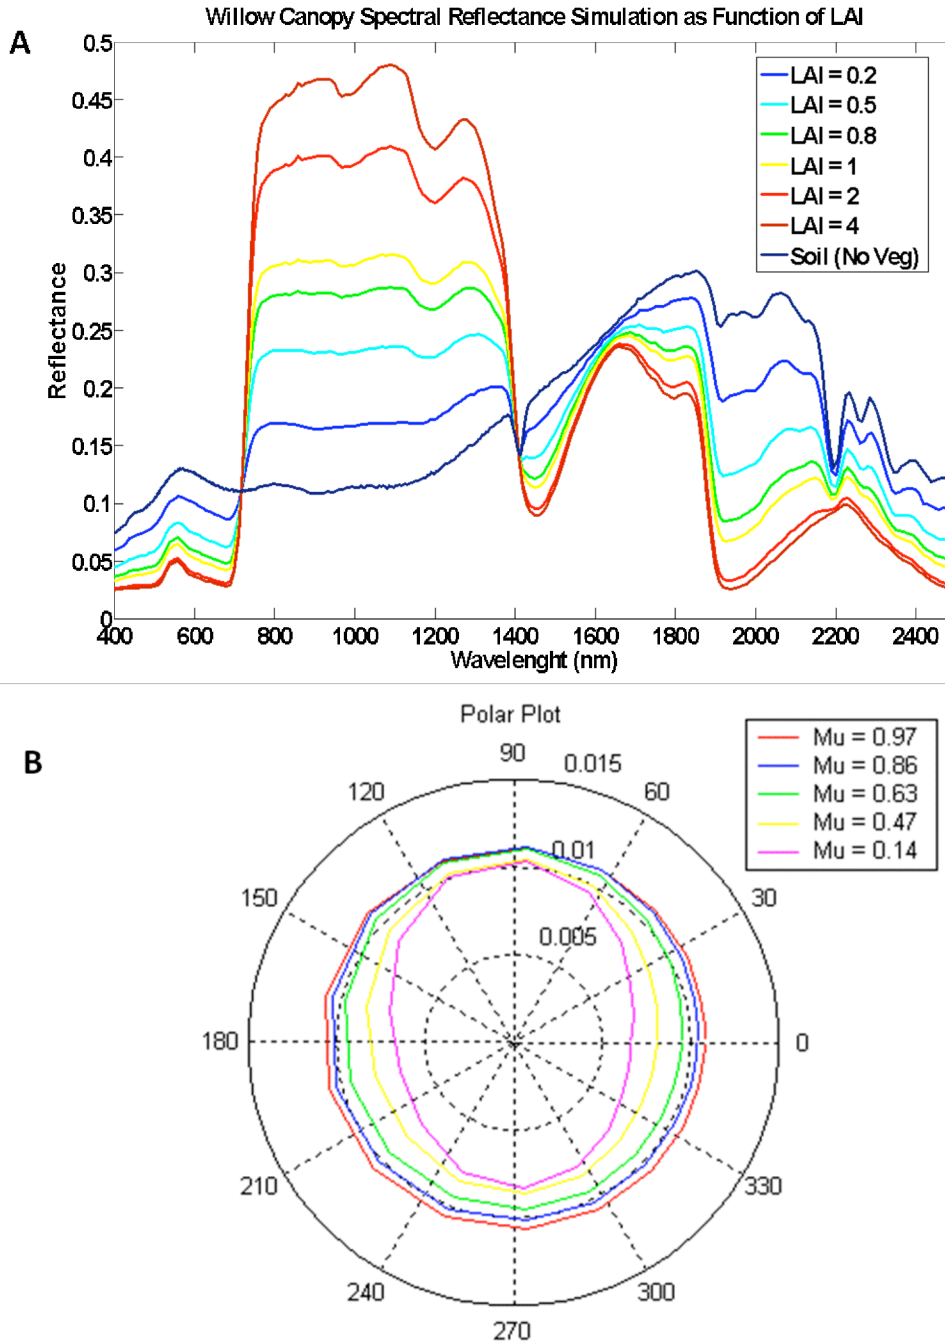 Willow Canopy Spectral Reflectance Simulation as Function of LAI
A
0.5
0.45
0.4
0.35
0.3
0.25
0.2
0.15
0.1
0.05
0
Reflectance
LAI = 0.2
LAI = 0.5
LAI = 0.8
LAI = 1
LAI = 2
LAI = 4
Soil (No Veg)
400 600 800 1000 1200 1400 1600 1800 2000 2200 2400
Wavelenght (nm)
Polar Plot
B
Mu = 0.97
Mu = 0.86
Mu = 0.63
Mu = 0.47
Mu = 0.14
90
0.015
120
60
0.01
150
30
0.005
180
0
210
330
240
300
270